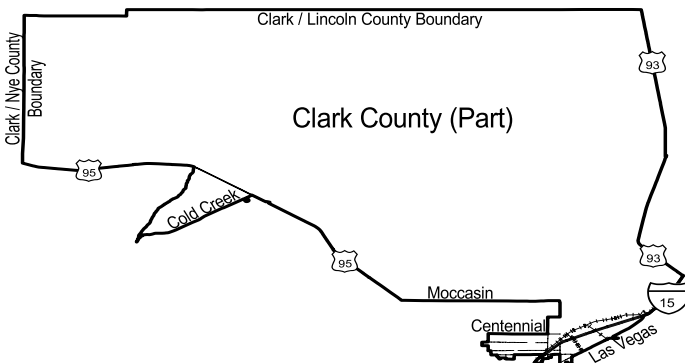 Clark / Lincoln County Boundary
Clark / Nye County
Boundary
93
Clark County (Part)
95
Cold Creek
93
95
Moccasin
15
Centennial
Las Vegas